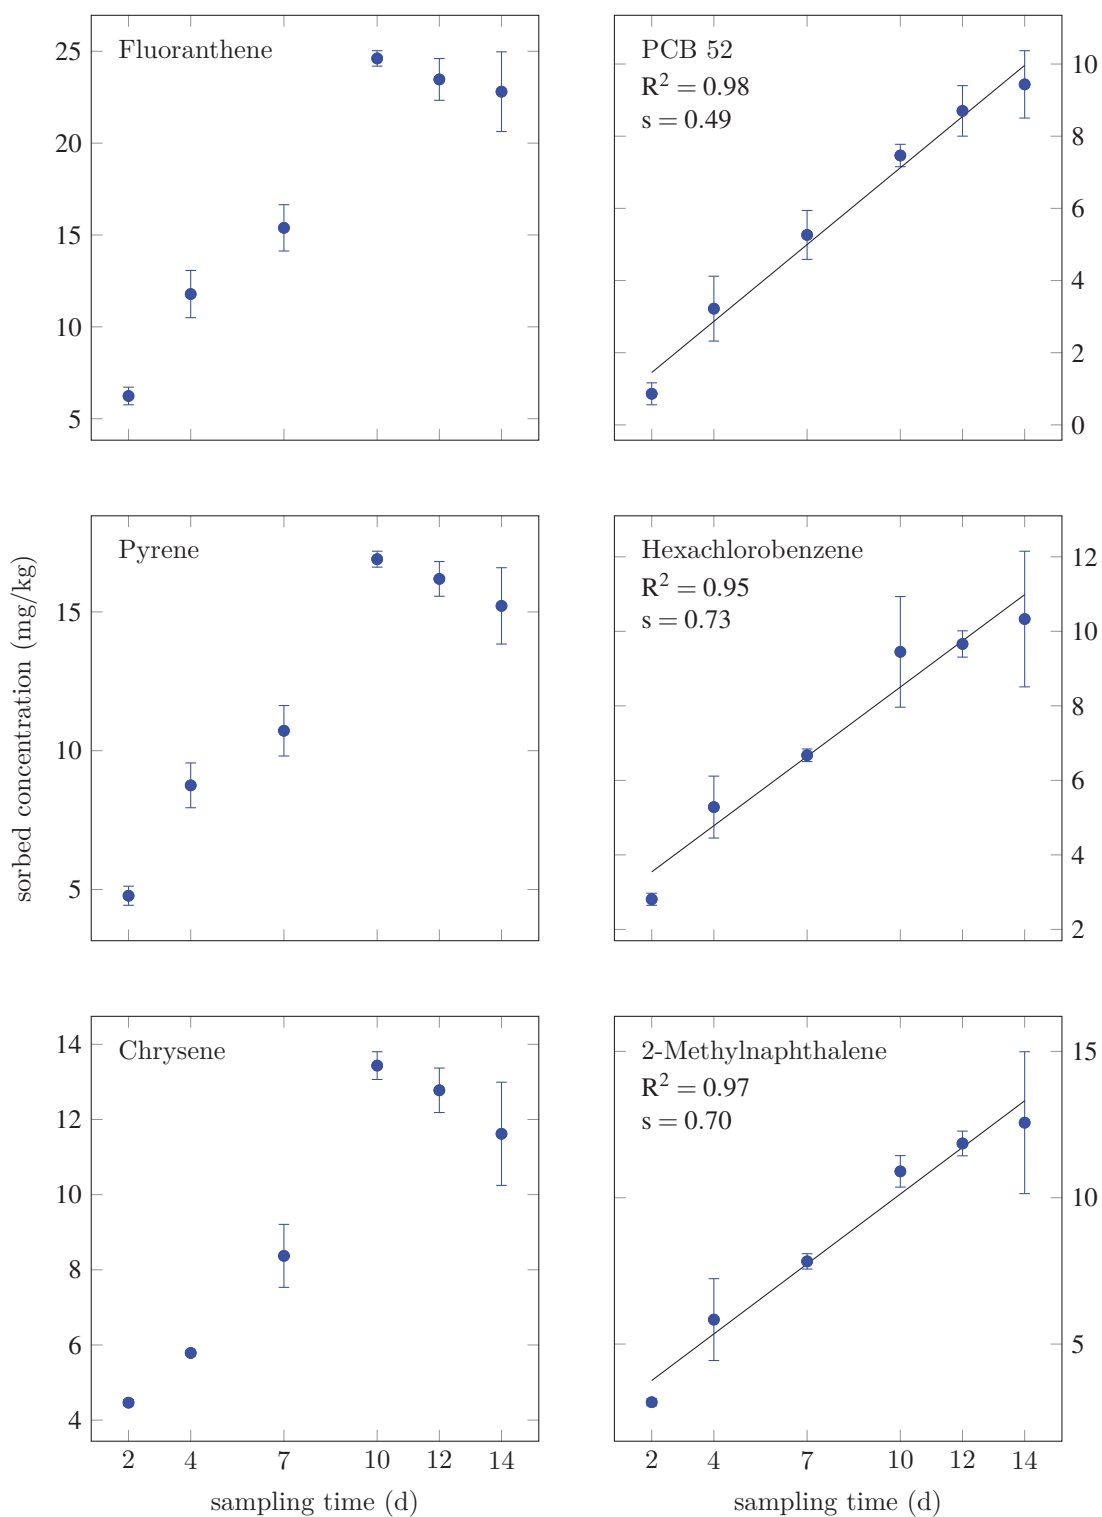 Fluoranthene
25
20
15
10
5
PCB 52
R² = 0.98
s = 0.49
10
8
6
4
2
0
sorbed concentration (mg/kg)
Pyrene
15
10
5
Hexachlorobenzene
R² = 0.95
s = 0.73
12
10
8
6
4
2
Chrysene
14
12
10
8
6
4
2 4 7 10 12 14
sampling time (d)
2-Methylnaphthalene
R² = 0.97
s = 0.70
15
10
5
2 4 7 10 12 14
sampling time (d)